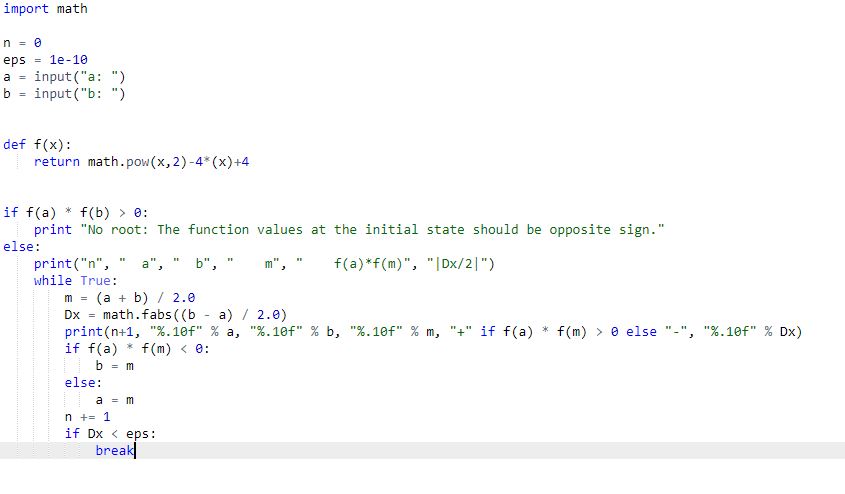 import math
n = 0
eps = 1e-10
a = input("a: ")
b = input("b: ")
def f(x):
    return math.pow(x,2)-4*(x)+4
if f(a) * f(b) > 0:
    print "No root: The function values at the initial state should be opposite sign."
else:
    print("n", "  a", "  b", "    m", "    f(a)*f(m)", "|Dx/2|")
    while True:
        m = (a + b) / 2.0
        Dx = math.fabs((b - a) / 2.0)
        print(n+1, "%.10f" % a, "%.10f" % b, "%.10f" % m, "+" if f(a) * f(m) > 0 else "-", "%.10f" % Dx)
        if f(a) * f(m) < 0:
            b = m
        else:
            a = m
        n += 1
        if Dx < eps:
            break